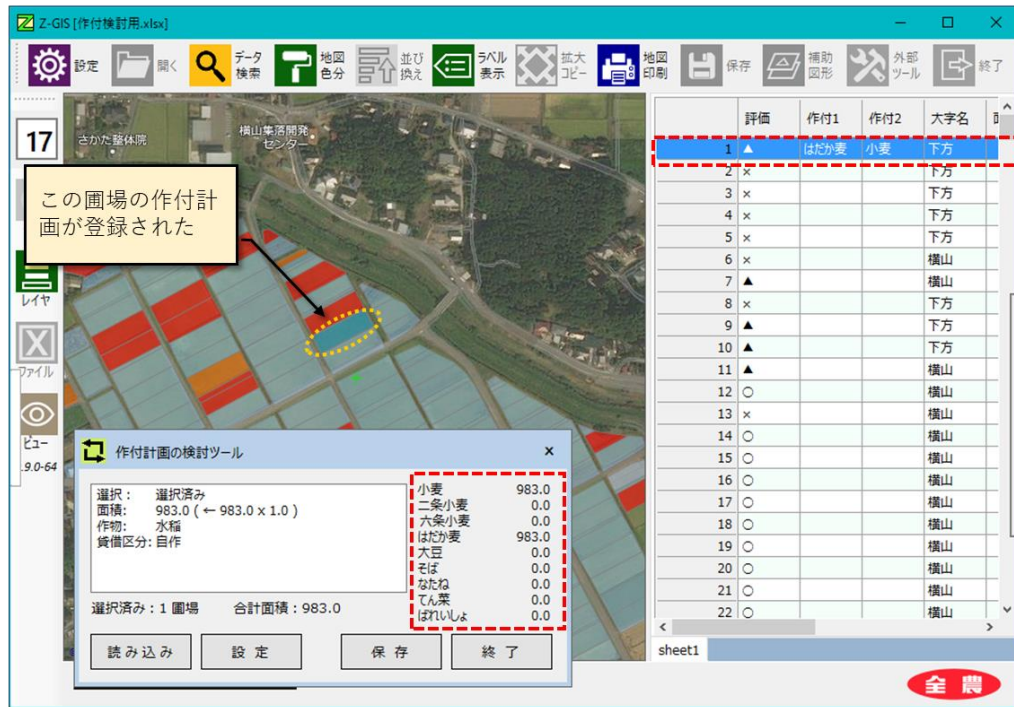 Z-GIS [作付検討用.xlsx]
設定
開く
データ
検索
地図
色分
並び
換え
ラベル
表示
拡大
コピー
地図
印刷
保存
補助
図形
外部
ツール
終了
17
レイヤ
ファイル
ビュー
.9.0-64
さかた整体院
横山集落開発
センター
この圃場の作付計
画が登録された
評価 作付1 作付2 大字名
1 ▲ はだか麦 小麦 下方
2 × 下方
3 × 下方
4 × 下方
5 × 下方
6 × 横山
7 ▲ 横山
8 × 下方
9 ▲ 下方
10 ▲ 下方
11 ▲ 横山
12 ○ 横山
13 × 横山
14 ○ 横山
15 ○ 横山
16 ○ 横山
17 ○ 横山
18 ○ 横山
19 ○ 横山
20 ○ 横山
21 ○ 横山
22 ○ 横山
sheet1
作付計画の検討ツール
選択： 選択済み
面積: 983.0 ( ← 983.0 x 1.0 )
作物: 水稲
貸借区分: 自作
小麦 983.0
二条小麦 0.0
六条小麦 0.0
はだか麦 983.0
大豆 0.0
そば 0.0
なたね 0.0
てん菜 0.0
ばれいしょ 0.0
選択済み：1 圃場 合計面積：983.0
読み込み
設 定
保 存
終 了
全農